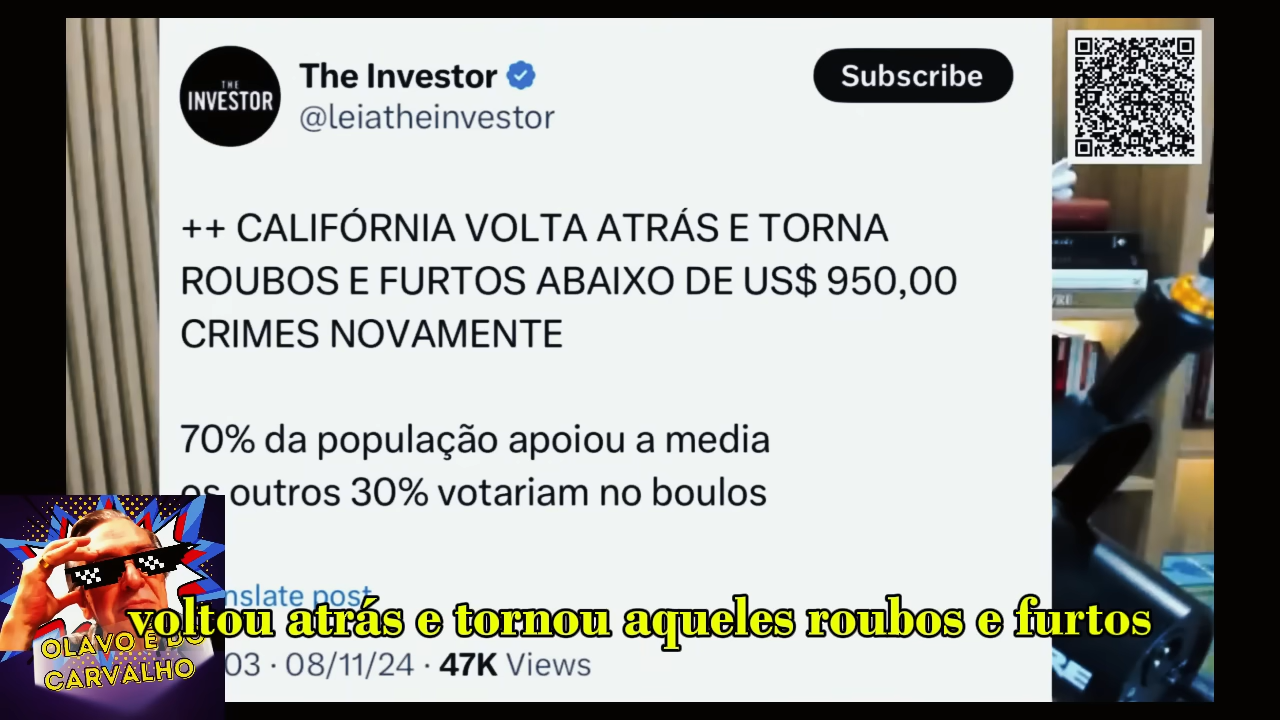 THE
INVESTOR
The Investor
@leiatheinvestor
Subscribe
++ CALIFÓRNIA VOLTA ATRÁS E TORNA
ROUBOS E FURTOS ABAIXO DE US$ 950,00
CRIMES NOVAMENTE
70% da população apoiou a media
os outros 30% votariam no boulos
nslate post
voltou atrás e tornou aqueles roubos e furtos
03 · 08/11/24 · 47K Views
OLAVO É DO
CARVALHO